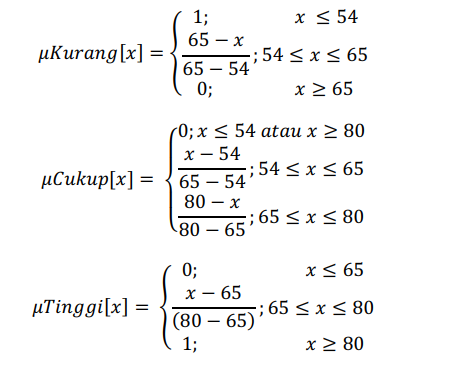 1; x ≤ 54
μKurang[x] = { (65 − x)/(65 − 54) ; 54 ≤ x ≤ 65
0; x ≥ 65
0; x ≤ 54 atau x ≥ 80
μCukup[x] = { (x − 54)/(65 − 54) ; 54 ≤ x ≤ 65
(80 − x)/(80 − 65) ; 65 ≤ x ≤ 80
0; x ≤ 65
μTinggi[x] = { (x − 65)/((80 − 65)) ; 65 ≤ x ≤ 80
1; x ≥ 80